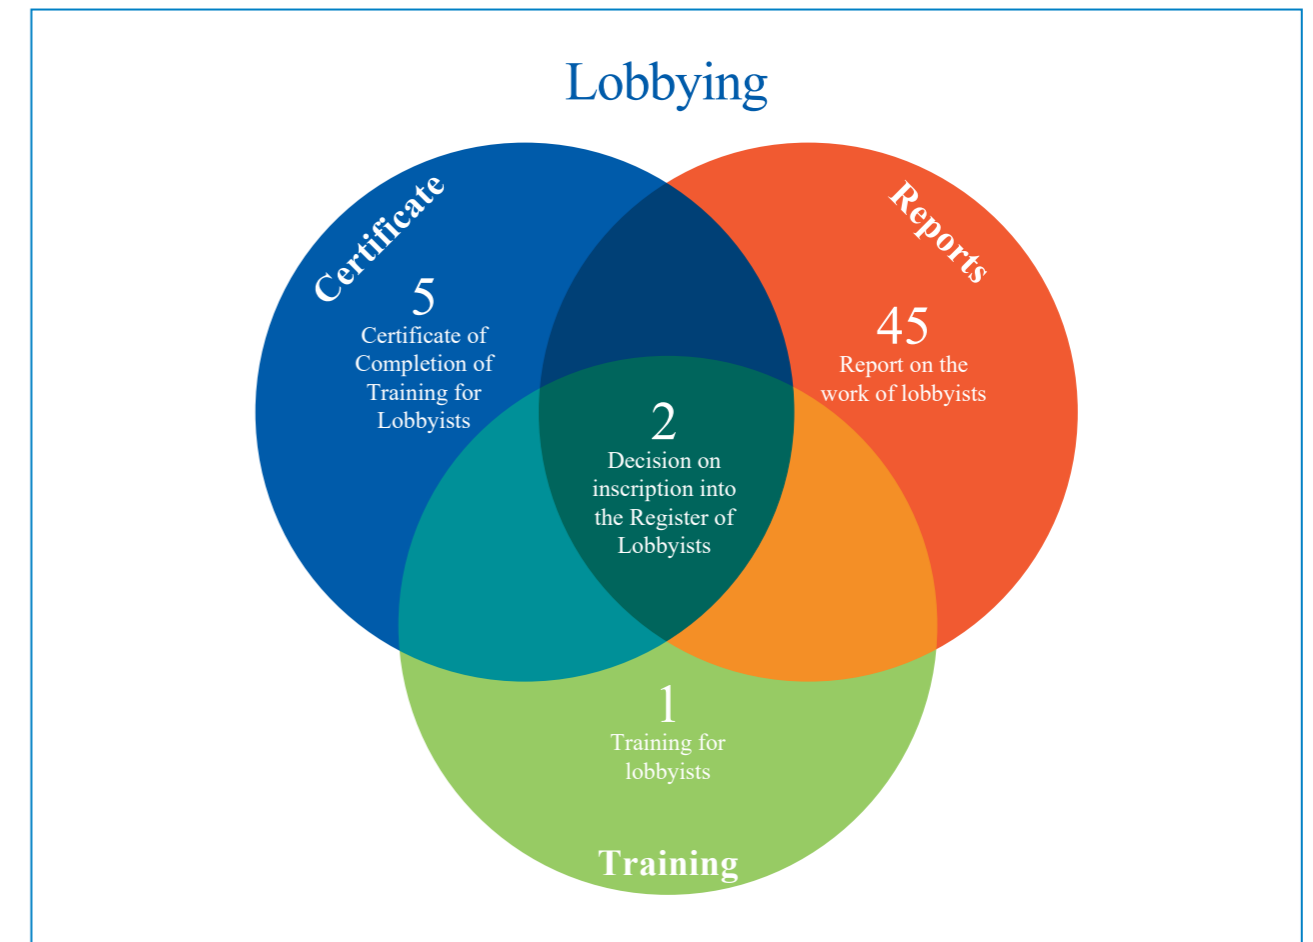 Lobbying
Certificate
5
Certificate of
Completion of
Training for
Lobbyists
Reports
45
Report on the
work of lobbyists
2
Decision on
inscription into
the Register of
Lobbyists
1
Training for
lobbyists
Training